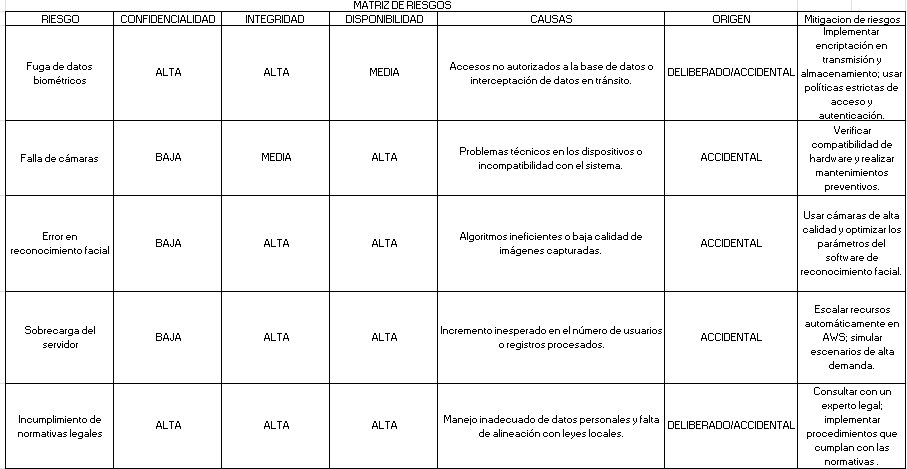 MATRIZ DE RIESGOS
RIESGO CONFIDENCIALIDAD INTEGRIDAD DISPONIBILIDAD CAUSAS ORIGEN Mitigacion de riesgos
Fuga de datos
biométricos
ALTA
ALTA
MEDIA
Accesos no autorizados a la base de datos o
interceptación de datos en tránsito.
DELIBERADO/ACCIDENTAL
Implementar
encriptación en
transmisión y
almacenamiento; usar
políticas estrictas de
acceso y
autenticación.
Falla de cámaras
BAJA
MEDIA
ALTA
Problemas técnicos en los dispositivos o
incompatibilidad con el sistema.
ACCIDENTAL
Verificar
compatibilidad de
hardware y realizar
mantenimientos
preventivos.
Error en
reconocimiento facial
BAJA
ALTA
ALTA
Algoritmos ineficientes o baja calidad de
imágenes capturadas.
ACCIDENTAL
Usar cámaras de alta
calidad y optimizar los
parámetros del
software de
reconocimiento facial.
Sobrecarga del
servidor
BAJA
ALTA
ALTA
Incremento inesperado en el número de usuarios
o registros procesados.
ACCIDENTAL
Escalar recursos
automáticamente en
AWS; simular
escenarios de alta
demanda.
Incumplimiento de
normativas legales
ALTA
ALTA
ALTA
Manejo inadecuado de datos personales y falta
de alineación con leyes locales.
DELIBERADO/ACCIDENTAL
Consultar con un
experto legal;
implementar
procedimientos que
cumplan con las
normativas .